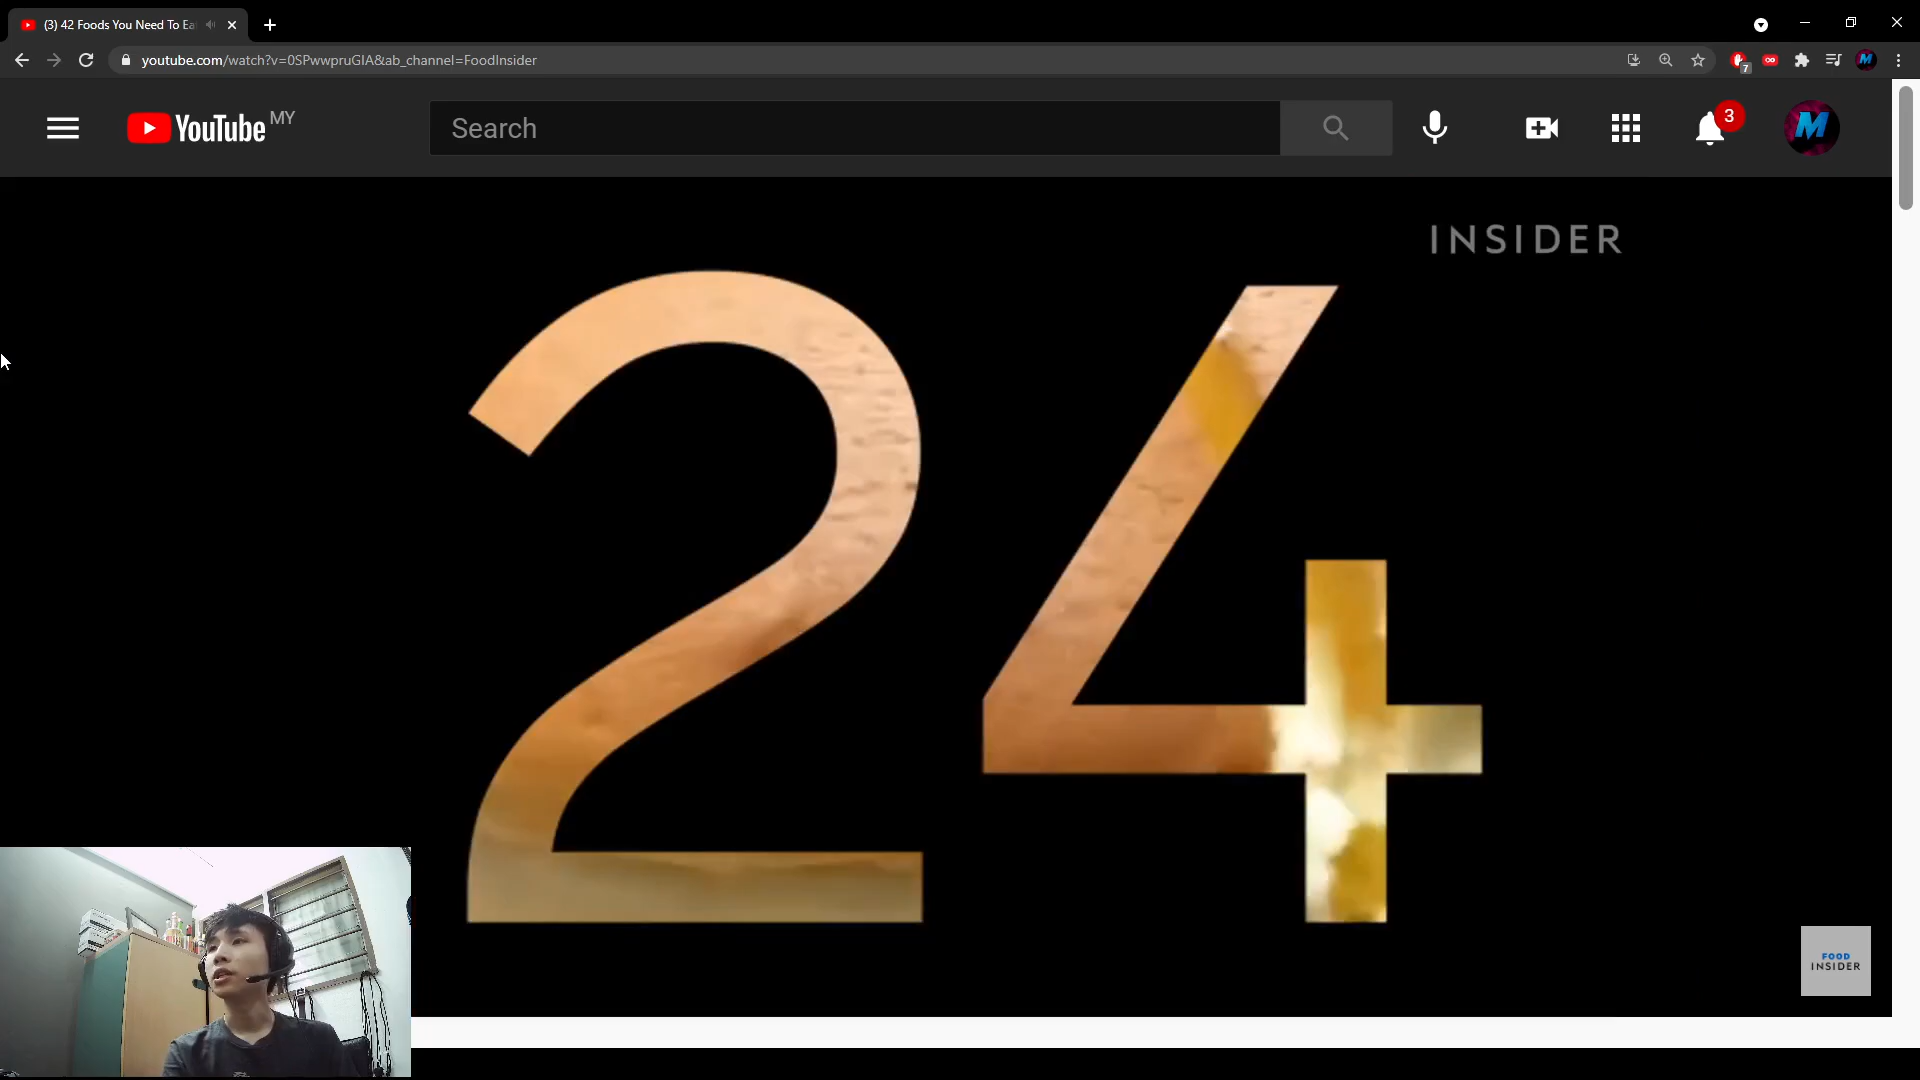 (3) 42 Foods You Need To Ea
youtube.com/watch?v=0SPwwpruGIA&ab_channel=FoodInsider
7
M
YouTube MY
Search
3
M
INSIDER
24
FOOD
INSIDER